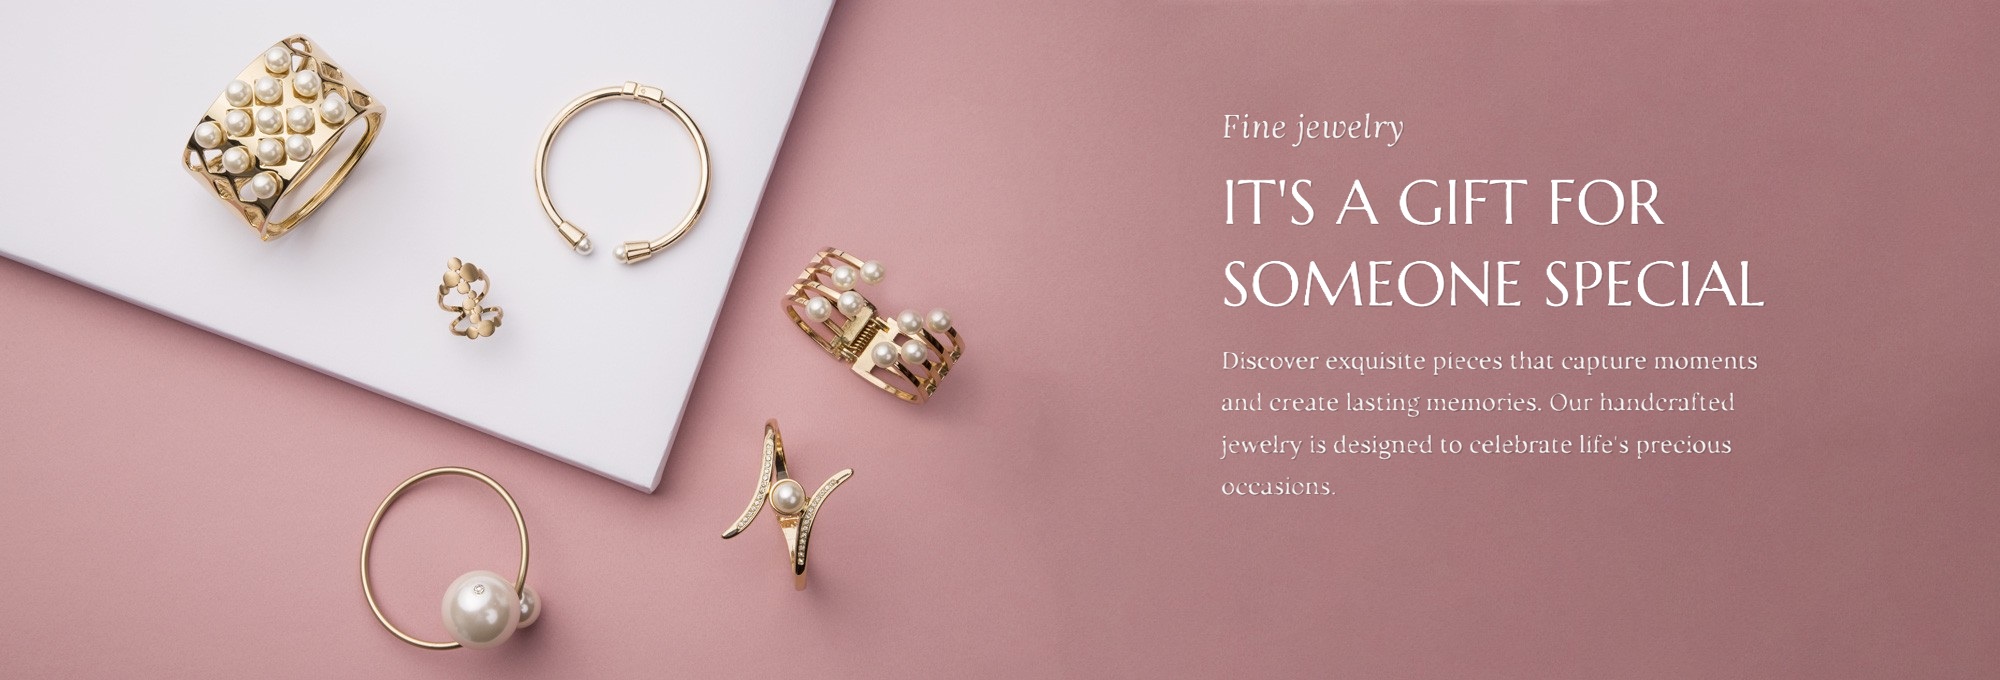 Fine jewelry
IT'S A GIFT FOR
SOMEONE SPECIAL
Discover exquisite pieces that capture moments
and create lasting memories. Our handcrafted
jewelry is designed to celebrate life's precious
occasions.